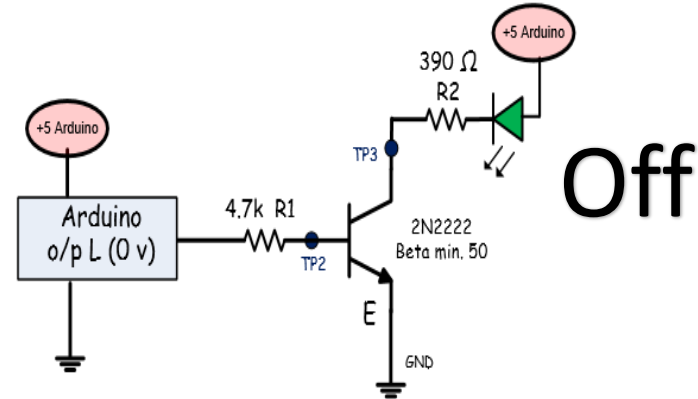 +5 Arduino
390 Ω
R2
Off
+5 Arduino
TP3
Arduino
o/p L (0 v)
4.7k R1
TP2
2N2222
Beta min. 50
E
GND